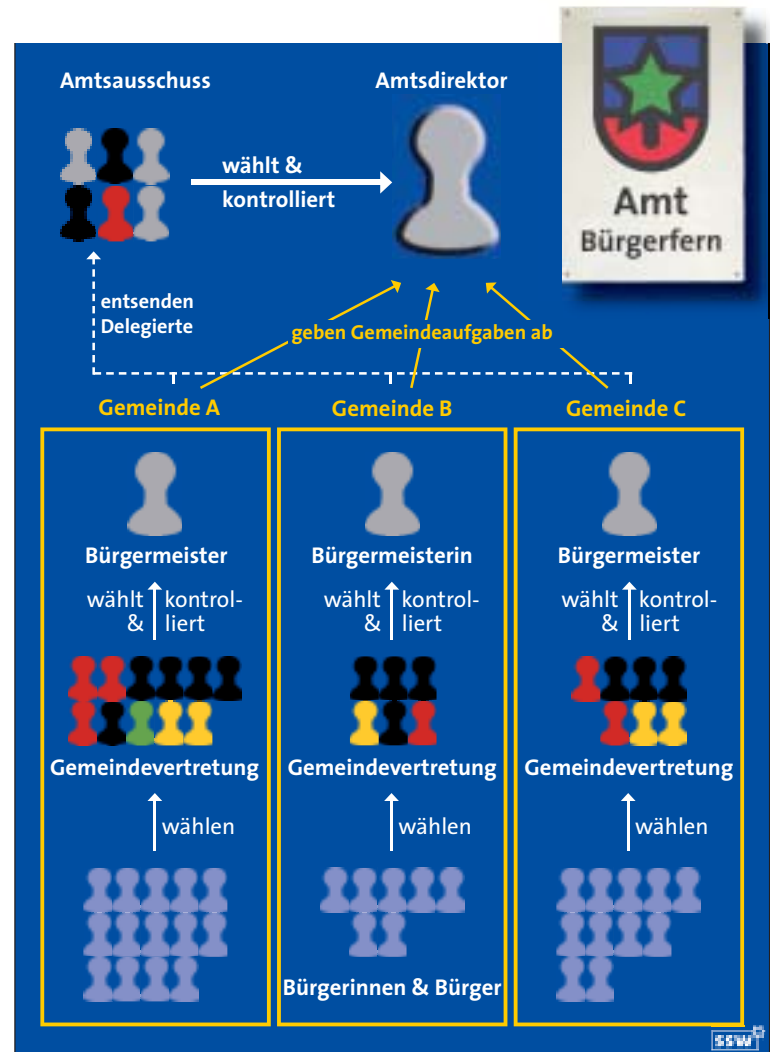 Amtsausschuss
Amtsdirektor
Amt
Bürgerfern
wählt &
kontrolliert
entsenden
Delegierte
geben Gemeindeaufgaben ab
Gemeinde A
Gemeinde B
Gemeinde C
Bürgermeister
Bürgermeisterin
Bürgermeister
wählt kontrol-
& liert
wählt kontrol-
& liert
wählt kontrol-
& liert
Gemeindevertretung
Gemeindevertretung
Gemeindevertretung
wählen
wählen
wählen
Bürgerinnen & Bürger
SSW